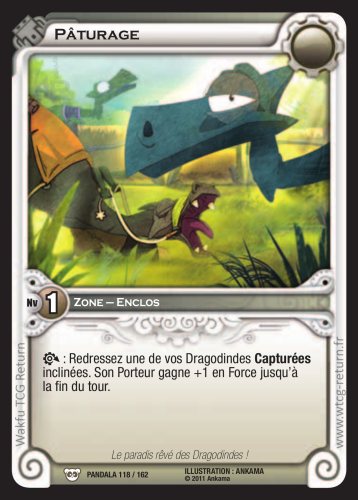 Pâturage
Nv 1 Zone – Enclos
: Redressez une de vos Dragodindes Capturées
inclinées. Son Porteur gagne +1 en Force jusqu'à
la fin du tour.
Le paradis rêvé des Dragodindes !
PANDALA 118 / 162
ILLUSTRATION : ANKAMA
© 2011 Ankama
Wakfu TCG Return
www.wtcg-return.fr